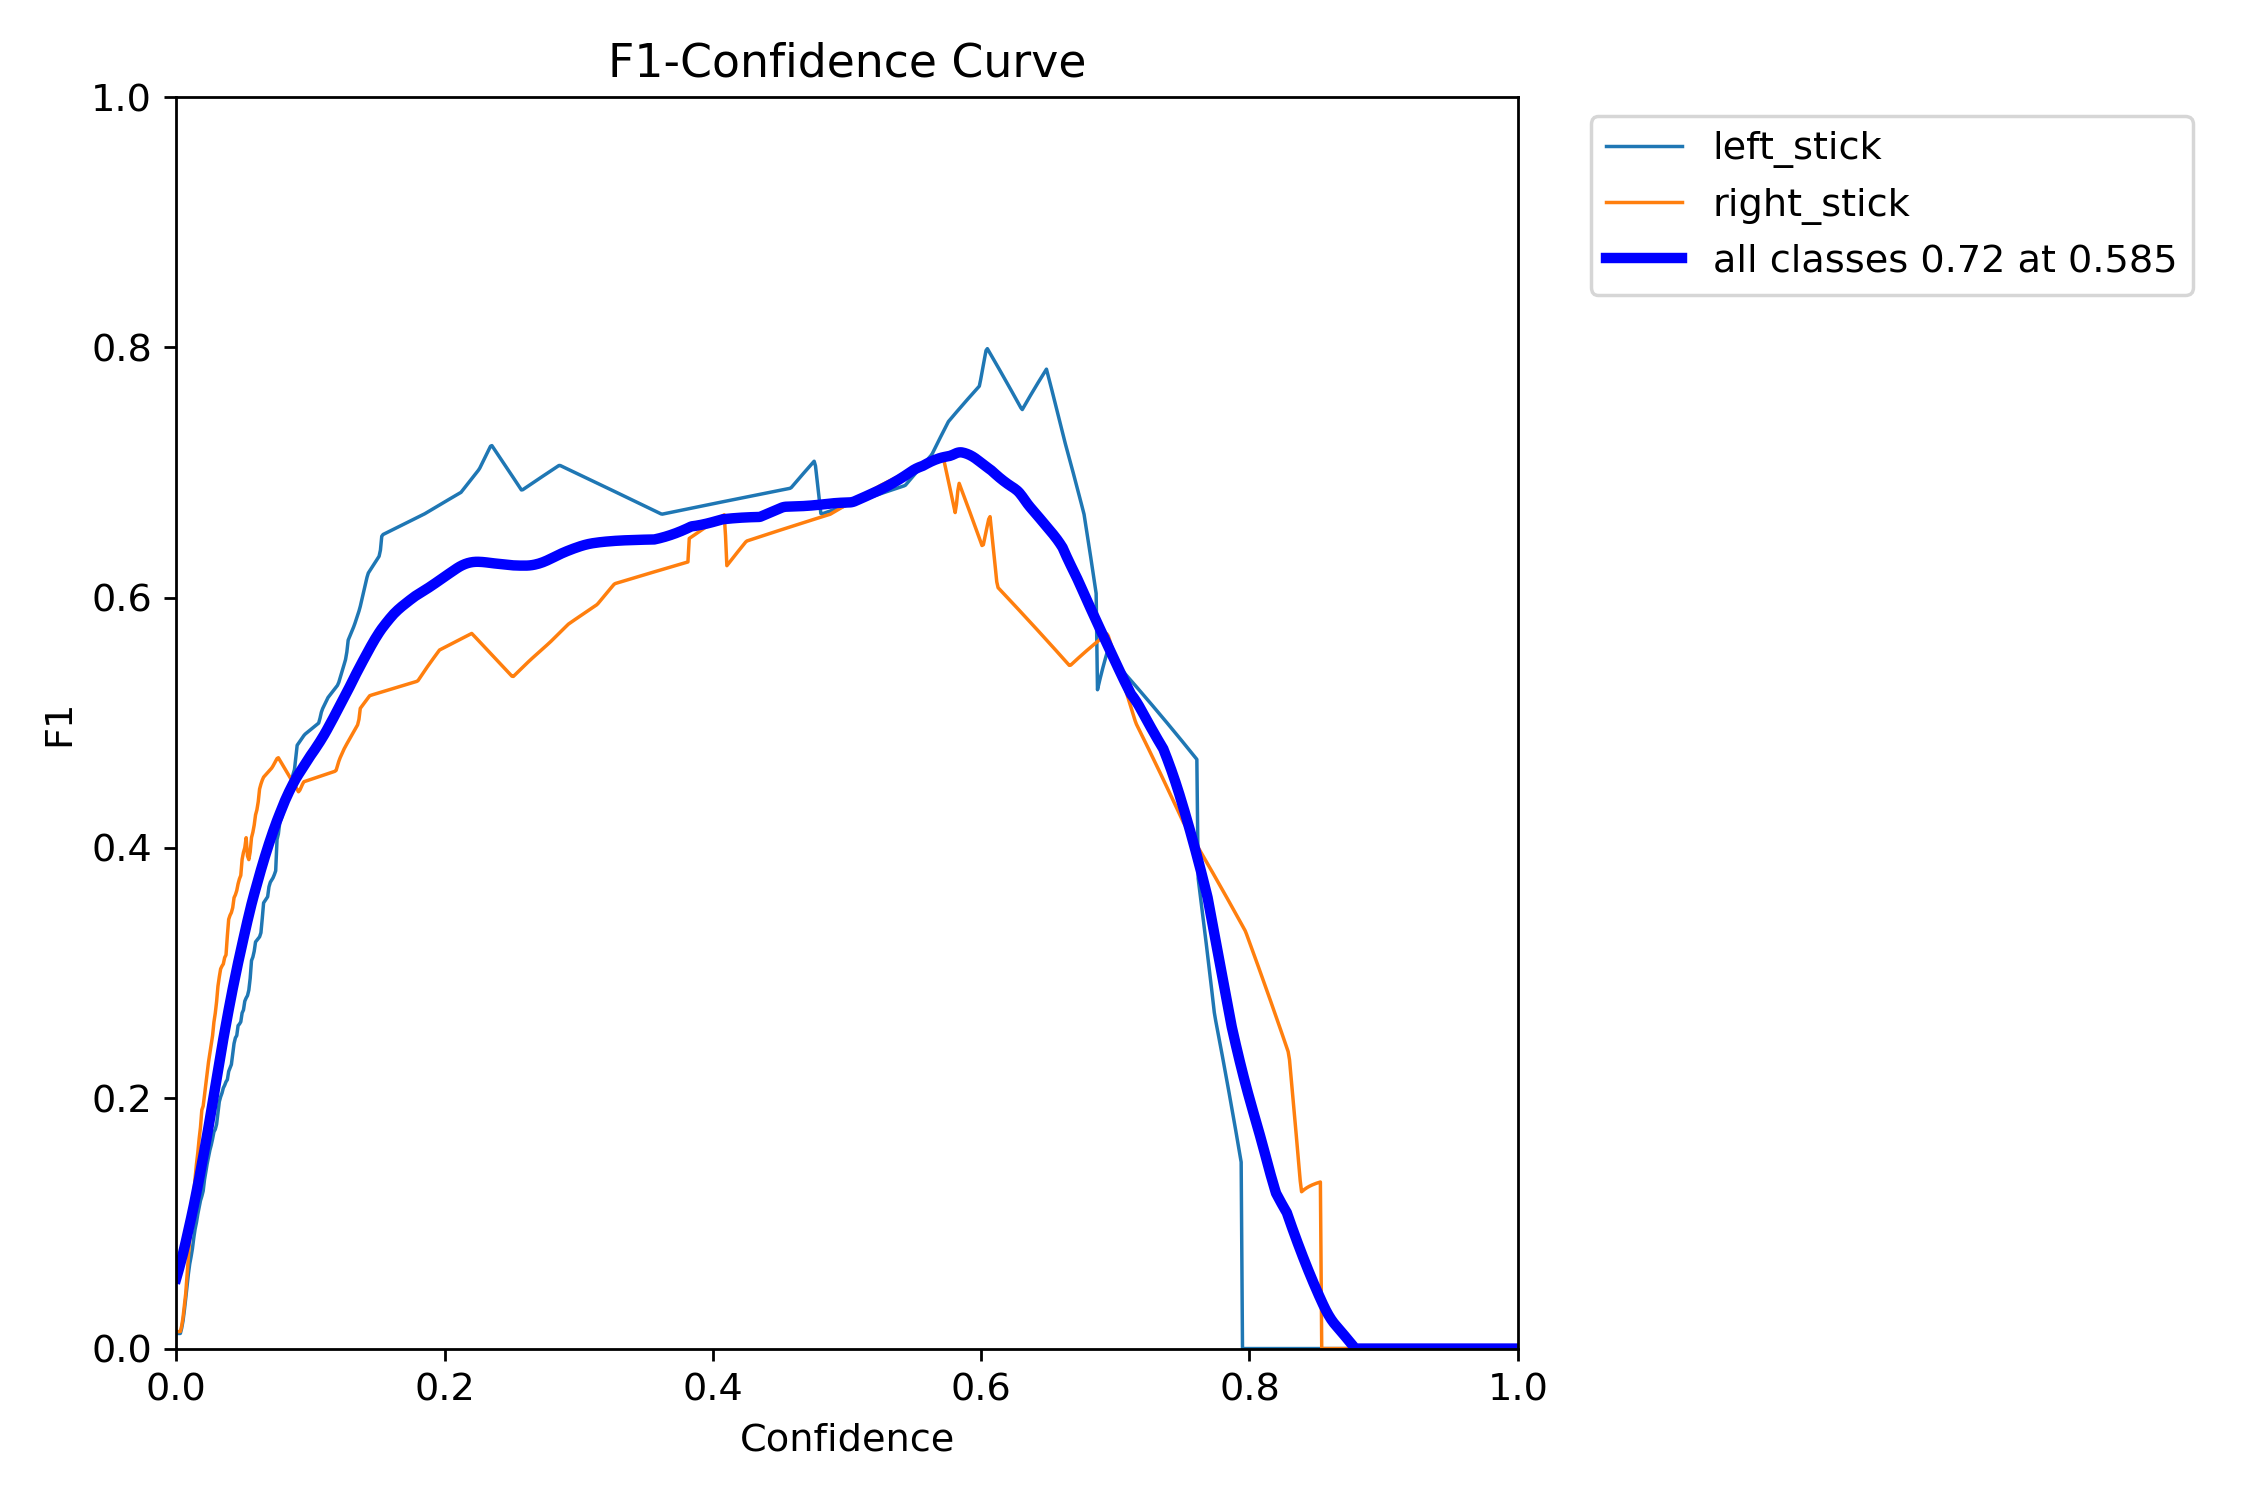 F1-Confidence Curve
1.0
0.8
0.6
0.4
0.2
0.0
F1
0.0 0.2 0.4 0.6 0.8 1.0
Confidence
left_stick
right_stick
all classes 0.72 at 0.585